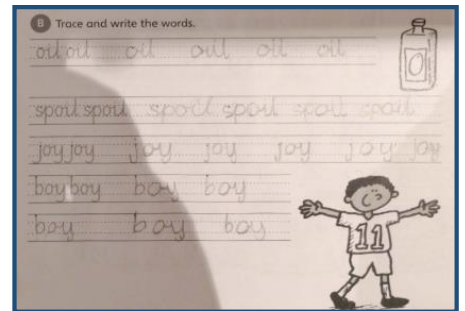 B Trace and write the words.
oil oil oil oil oil oil
spoil spoil spoil spoil spoil spoil
joy joy joy joy joy joy joy
boy boy boy boy
boy boy boy
11